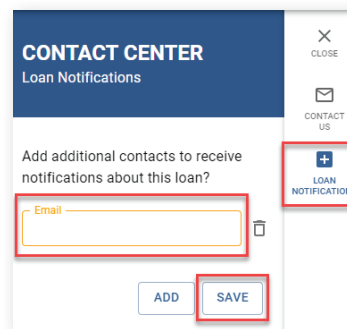 CONTACT CENTER
Loan Notifications
Add additional contacts to receive
notifications about this loan?
Email
ADD
SAVE
CLOSE
CONTACT
US
LOAN
NOTIFICATION